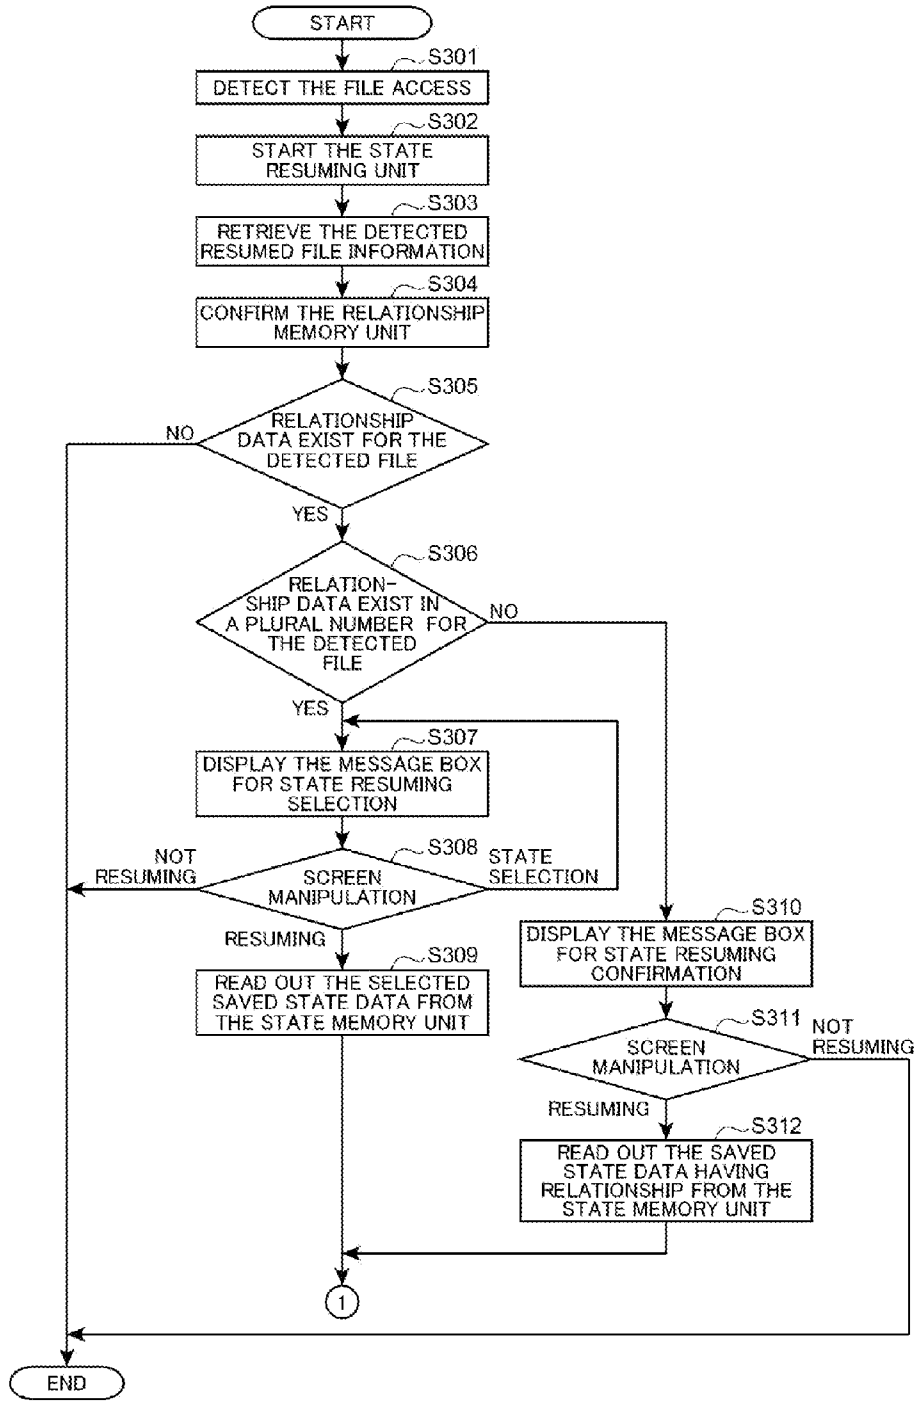 START
S301
DETECT THE FILE ACCESS
S302
START THE STATE
RESUMING UNIT
S303
RETRIEVE THE DETECTED
RESUMED FILE INFORMATION
S304
CONFIRM THE RELATIONSHIP
MEMORY UNIT
S305
RELATIONSHIP
DATA EXIST FOR THE
DETECTED FILE
NO
YES
S306
RELATION-
SHIP DATA EXIST IN
A PLURAL NUMBER FOR
THE DETECTED
FILE
NO
YES
S307
DISPLAY THE MESSAGE BOX
FOR STATE RESUMING
SELECTION
S308
SCREEN
MANIPULATION
NOT
RESUMING
STATE
SELECTION
RESUMING
S309
READ OUT THE SELECTED
SAVED STATE DATA FROM
THE STATE MEMORY UNIT
S310
DISPLAY THE MESSAGE BOX
FOR STATE RESUMING
CONFIRMATION
S311
SCREEN
MANIPULATION
NOT
RESUMING
RESUMING
S312
READ OUT THE SAVED
STATE DATA HAVING
RELATIONSHIP FROM THE
STATE MEMORY UNIT
1
END